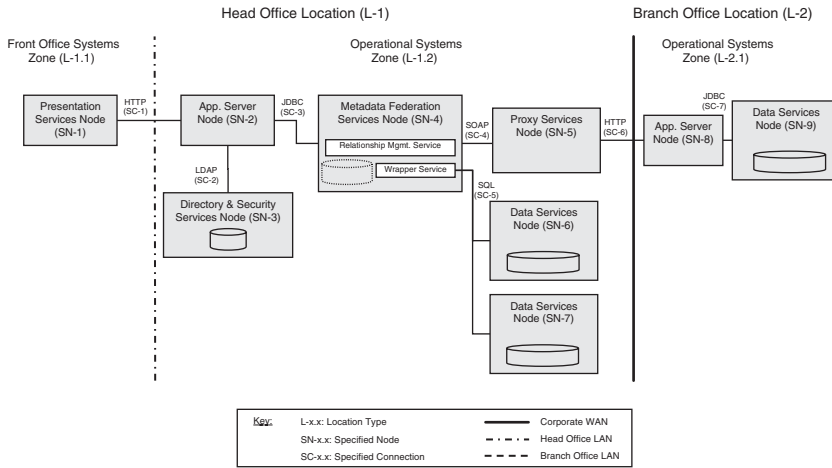 Head Office Location (L-1)
Branch Office Location (L-2)
Front Office Systems
Zone (L-1.1)
Operational Systems
Zone (L-1.2)
Operational Systems
Zone (L-2.1)
Presentation
Services Node
(SN-1)
HTTP
(SC-1)
App. Server
Node (SN-2)
JDBC
(SC-3)
Metadata Federation
Services Node (SN-4)
Relationship Mgmt. Service
Wrapper Service
SOAP
(SC-4)
Proxy Services
Node (SN-5)
HTTP
(SC-6)
App. Server
Node (SN-8)
JDBC
(SC-7)
Data Services
Node (SN-9)
LDAP
(SC-2)
Directory & Security
Services Node (SN-3)
SQL
(SC-5)
Data Services
Node (SN-6)
Data Services
Node (SN-7)
Key:
L-x.x: Location Type
SN-x.x: Specified Node
SC-x.x: Specified Connection
Corporate WAN
Head Office LAN
Branch Office LAN